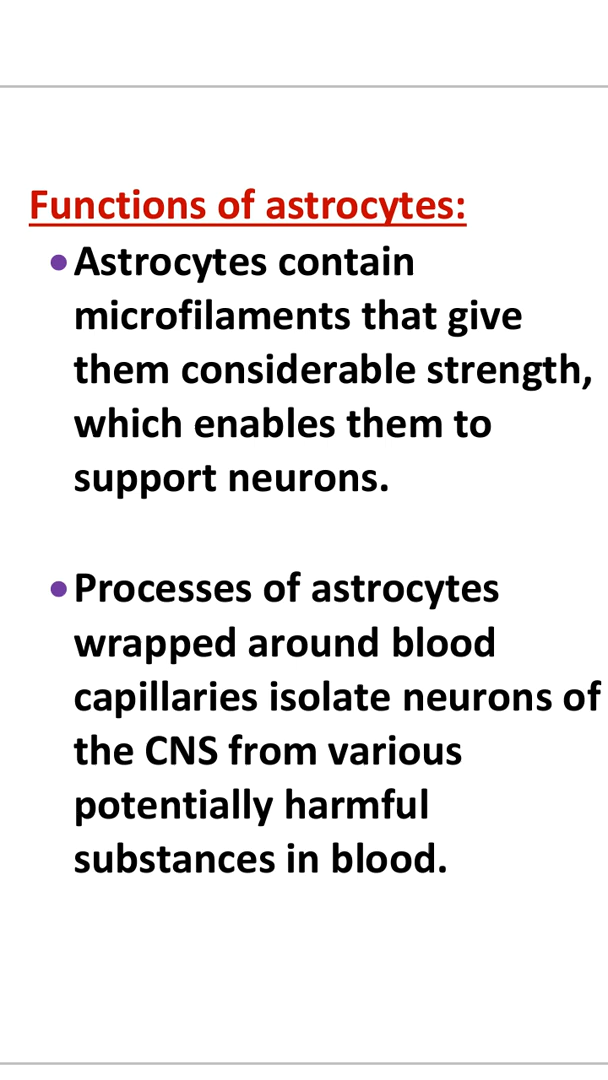 Functions of astrocytes:
• Astrocytes contain
microfilaments that give
them considerable strength,
which enables them to
support neurons.
• Processes of astrocytes
wrapped around blood
capillaries isolate neurons of
the CNS from various
potentially harmful
substances in blood.